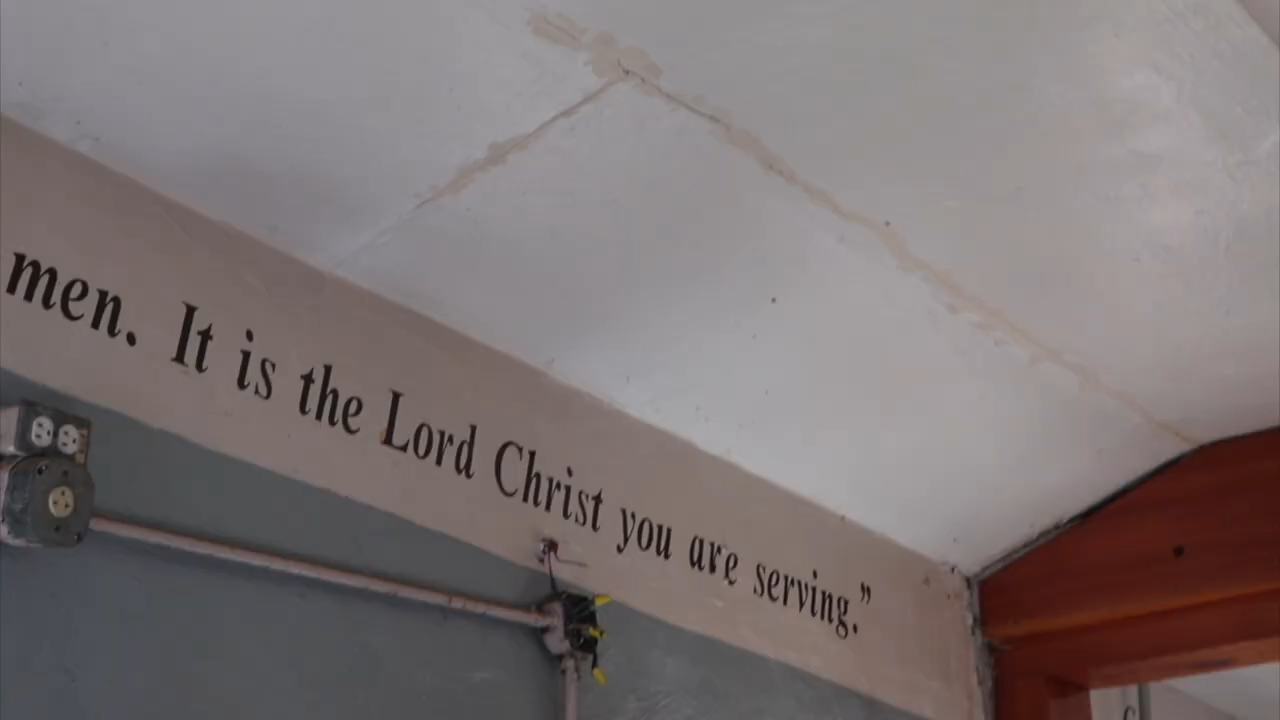 men. It is the Lord Christ you are serving.”